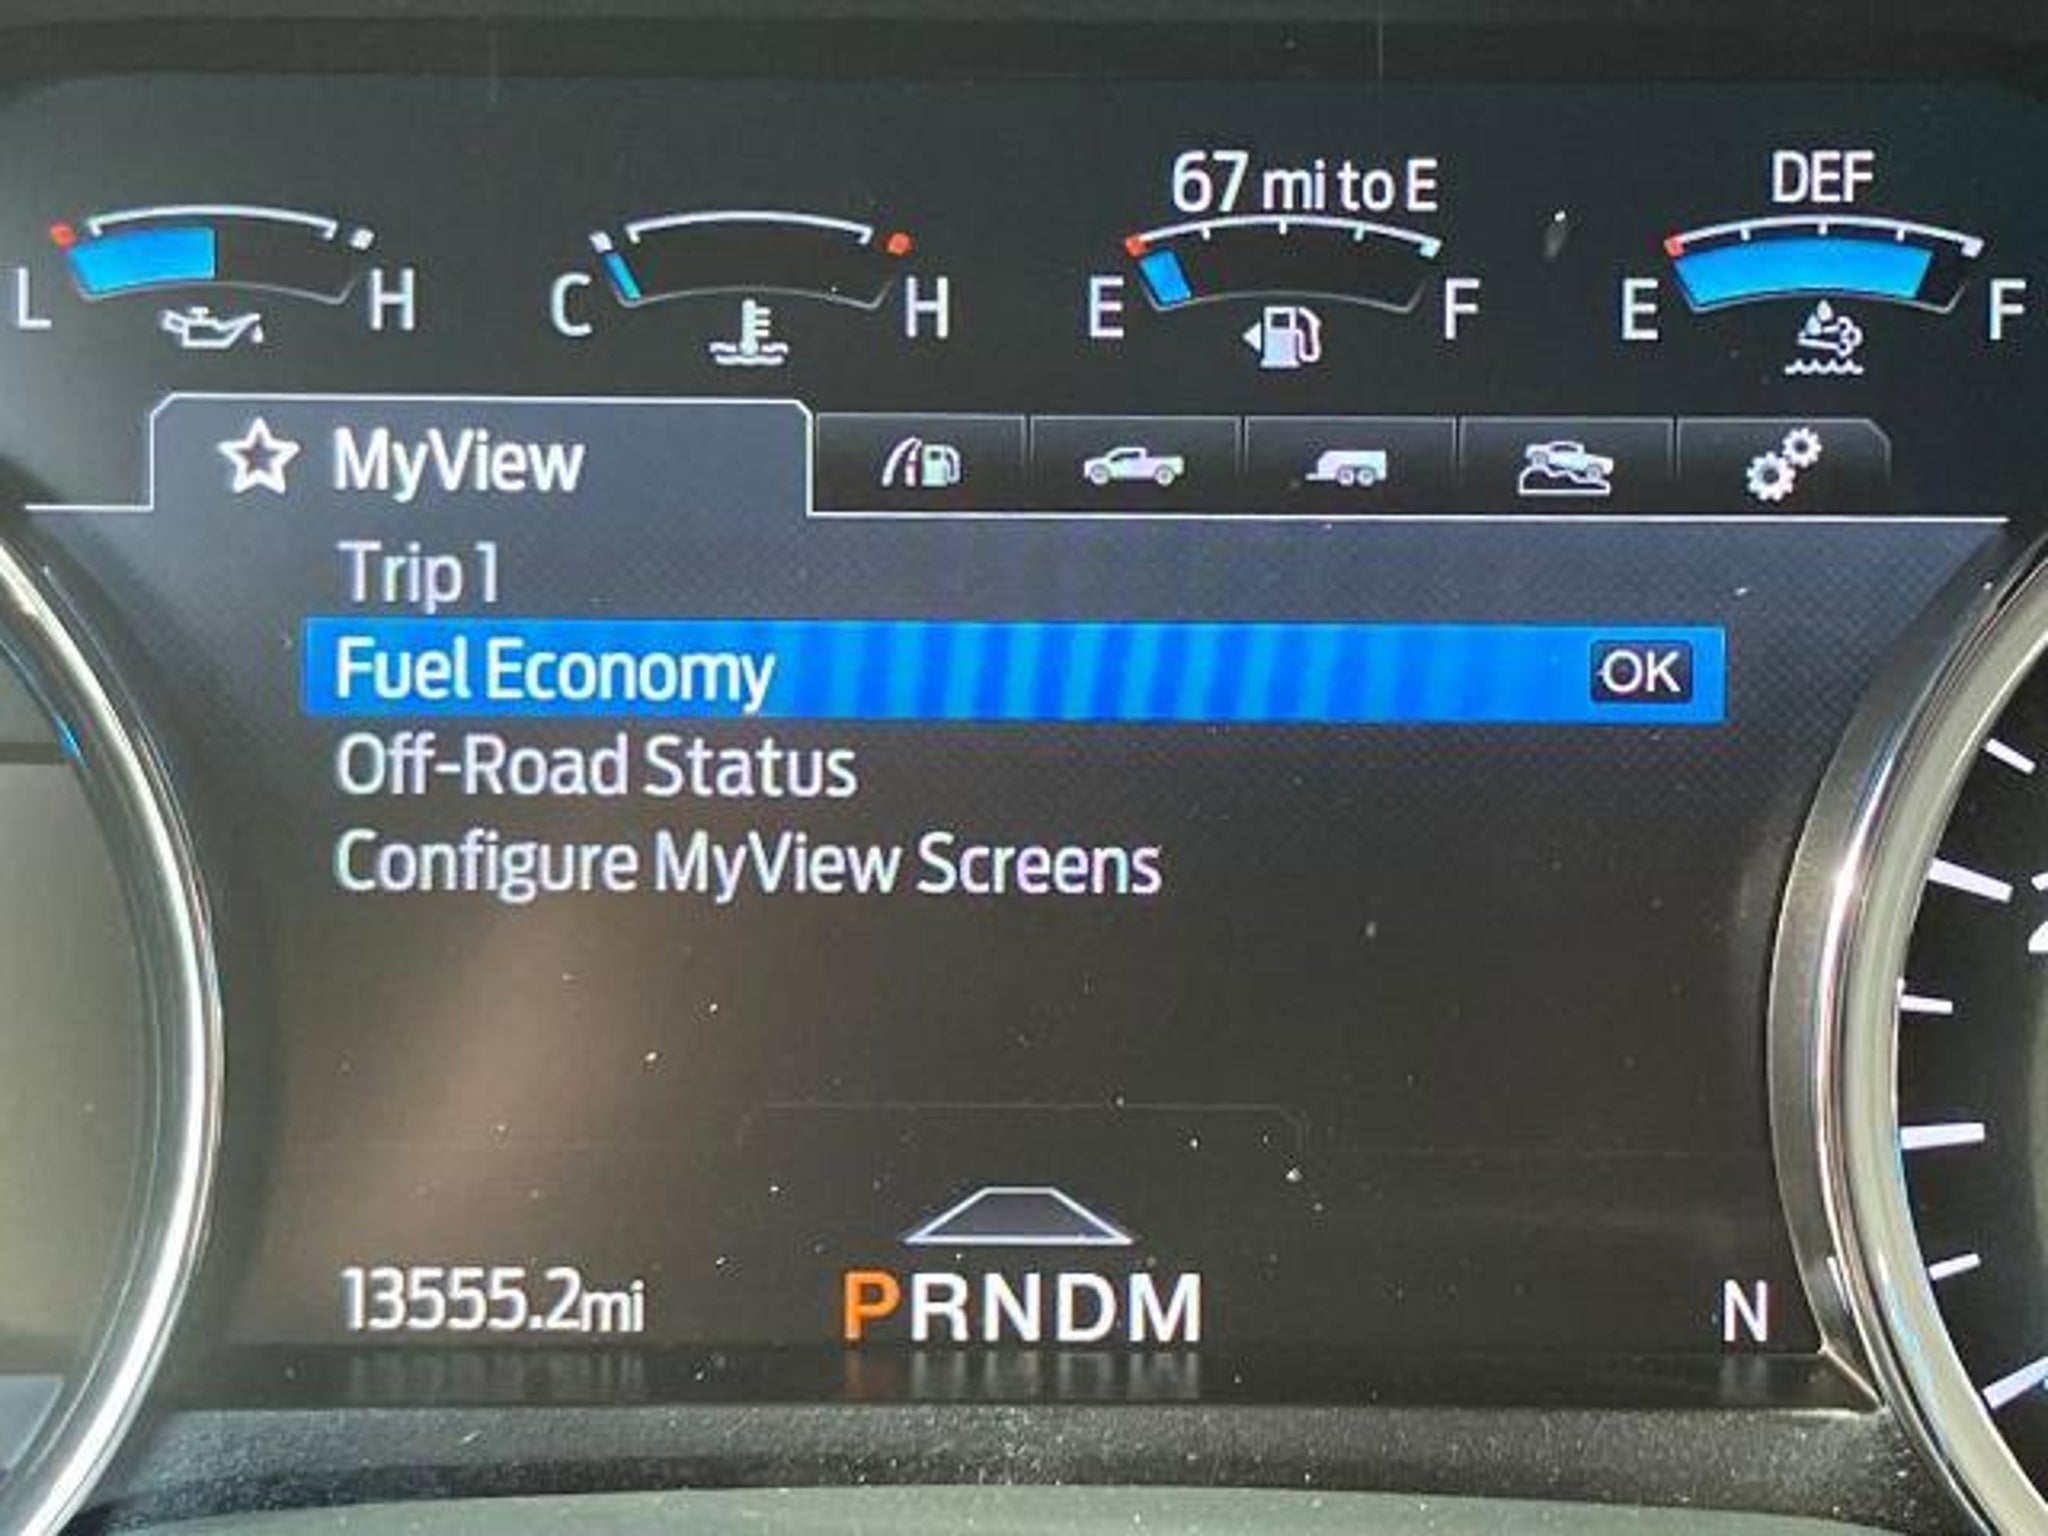 67 mi to E
DEF
L H C H E F E F
MyView
Trip 1
Fuel Economy OK
Off-Road Status
Configure MyView Screens
13555.2mi PRNDM N